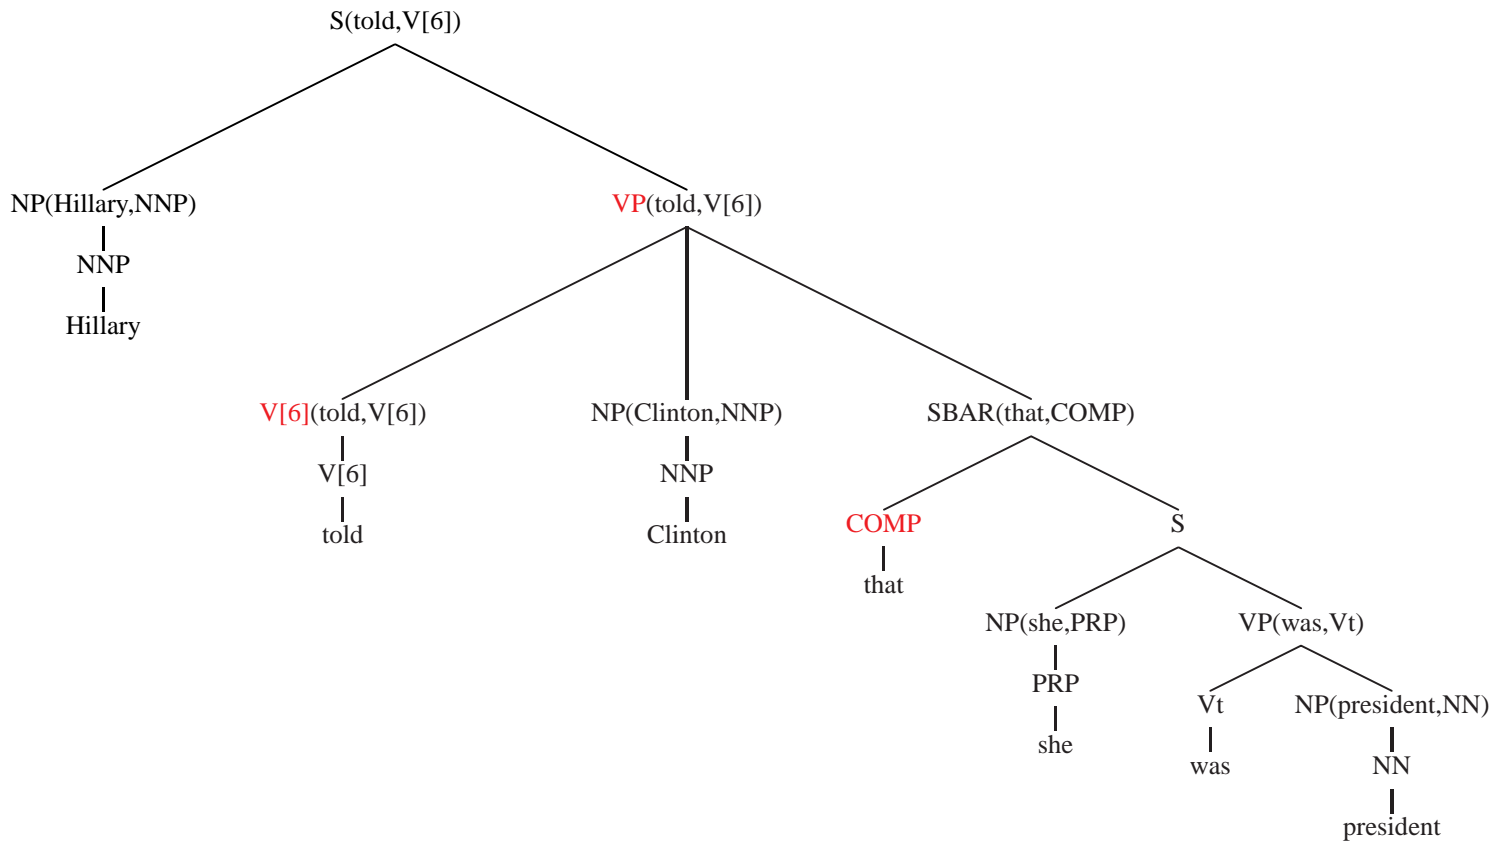 S(told,V[6])
NP(Hillary,NNP) VP(told,V[6])
NNP
Hillary
V[6](told,V[6]) NP(Clinton,NNP) SBAR(that,COMP)
V[6] NNP
told Clinton
COMP S
that
NP(she,PRP) VP(was,Vt)
PRP
she
Vt NP(president,NN)
was NN
president